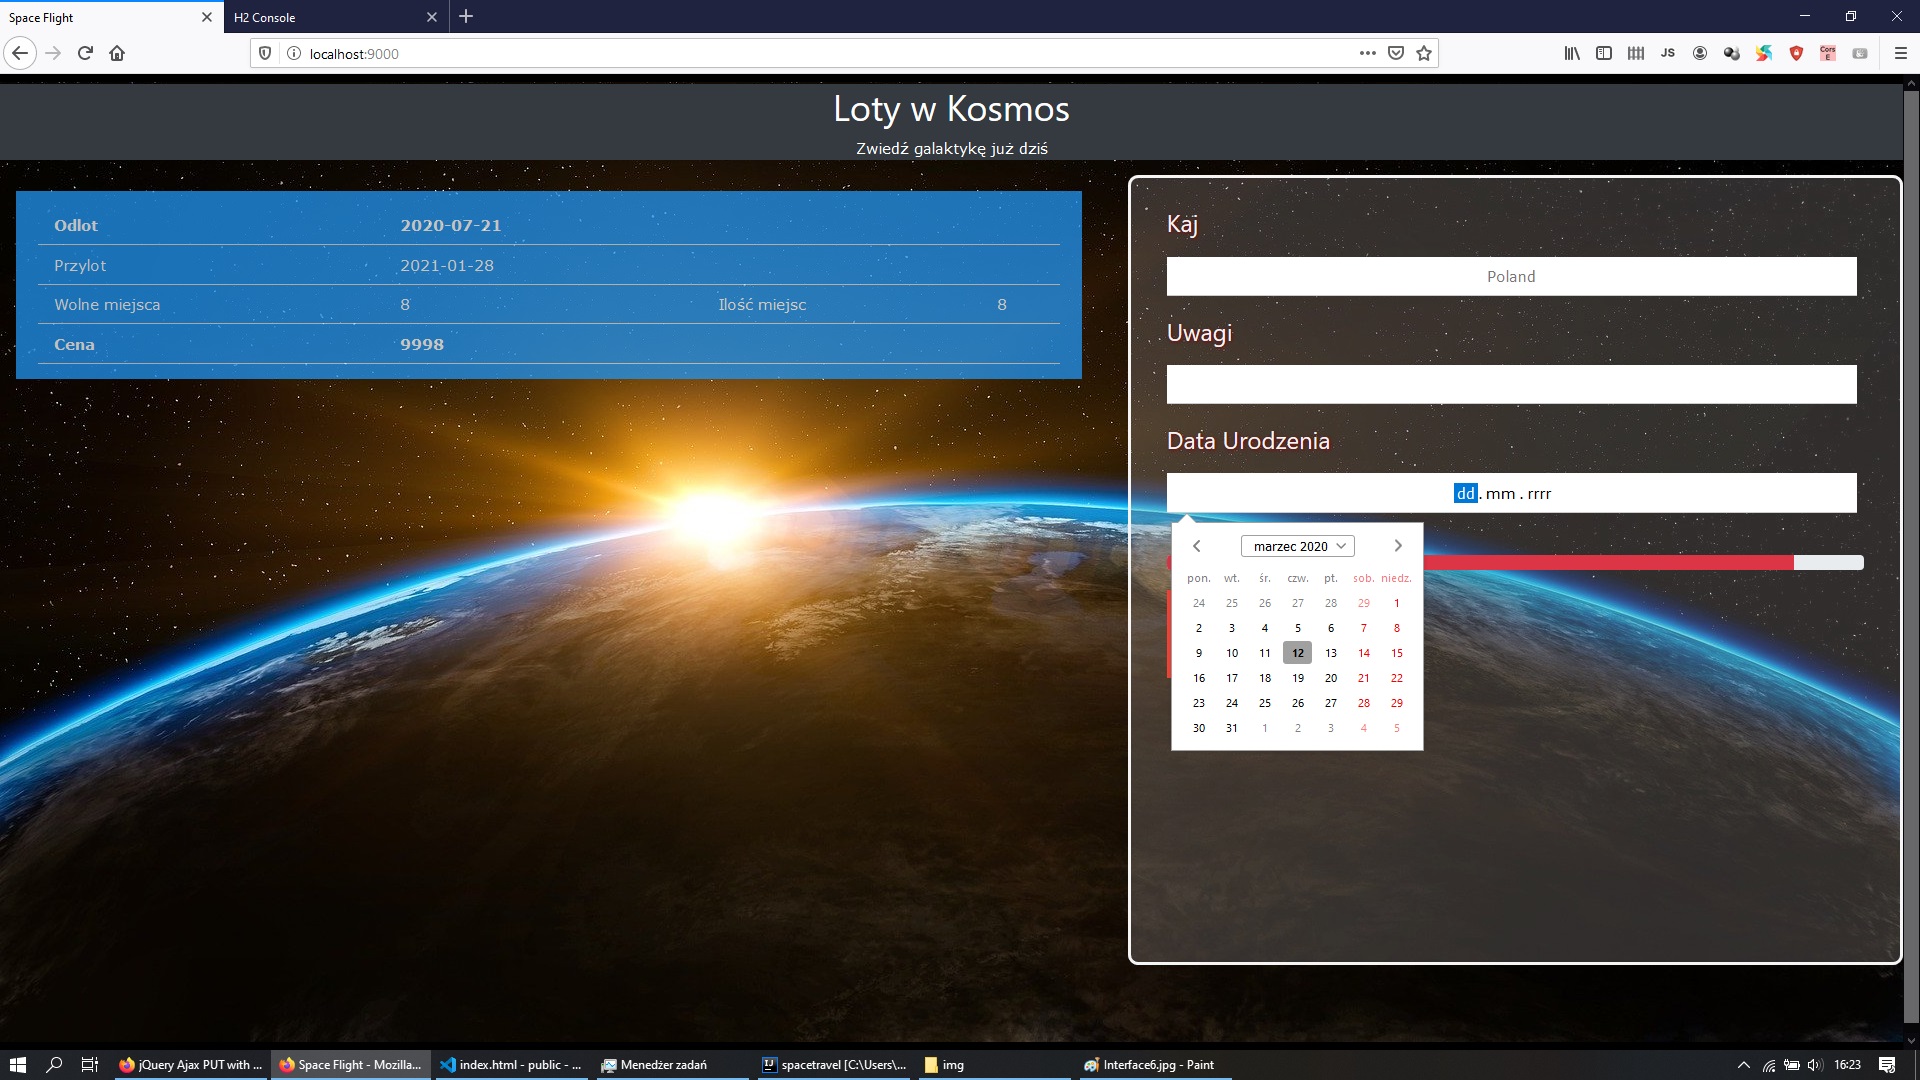 Space Flight
H2 Console
localhost:9000
JS
Cors
E
Loty w Kosmos
Zwiedź galaktykę już dziś
Odlot 2020-07-21
Przylot 2021-01-28
Wolne miejsca 8 Ilość miejsc 8
Cena 9998
Kaj
Poland
Uwagi
Data Urodzenia
dd . mm . rrrr
marzec 2020
pon. wt. śr. czw. pt. sob. niedz.
24 25 26 27 28 29 1
2 3 4 5 6 7 8
9 10 11 12 13 14 15
16 17 18 19 20 21 22
23 24 25 26 27 28 29
30 31 1 2 3 4 5
jQuery Ajax PUT with ...
Space Flight - Mozilla...
index.html - public - ...
Menedżer zadań
IJ
spacetravel [C:\Users\...
img
Interface6.jpg - Paint
16:23